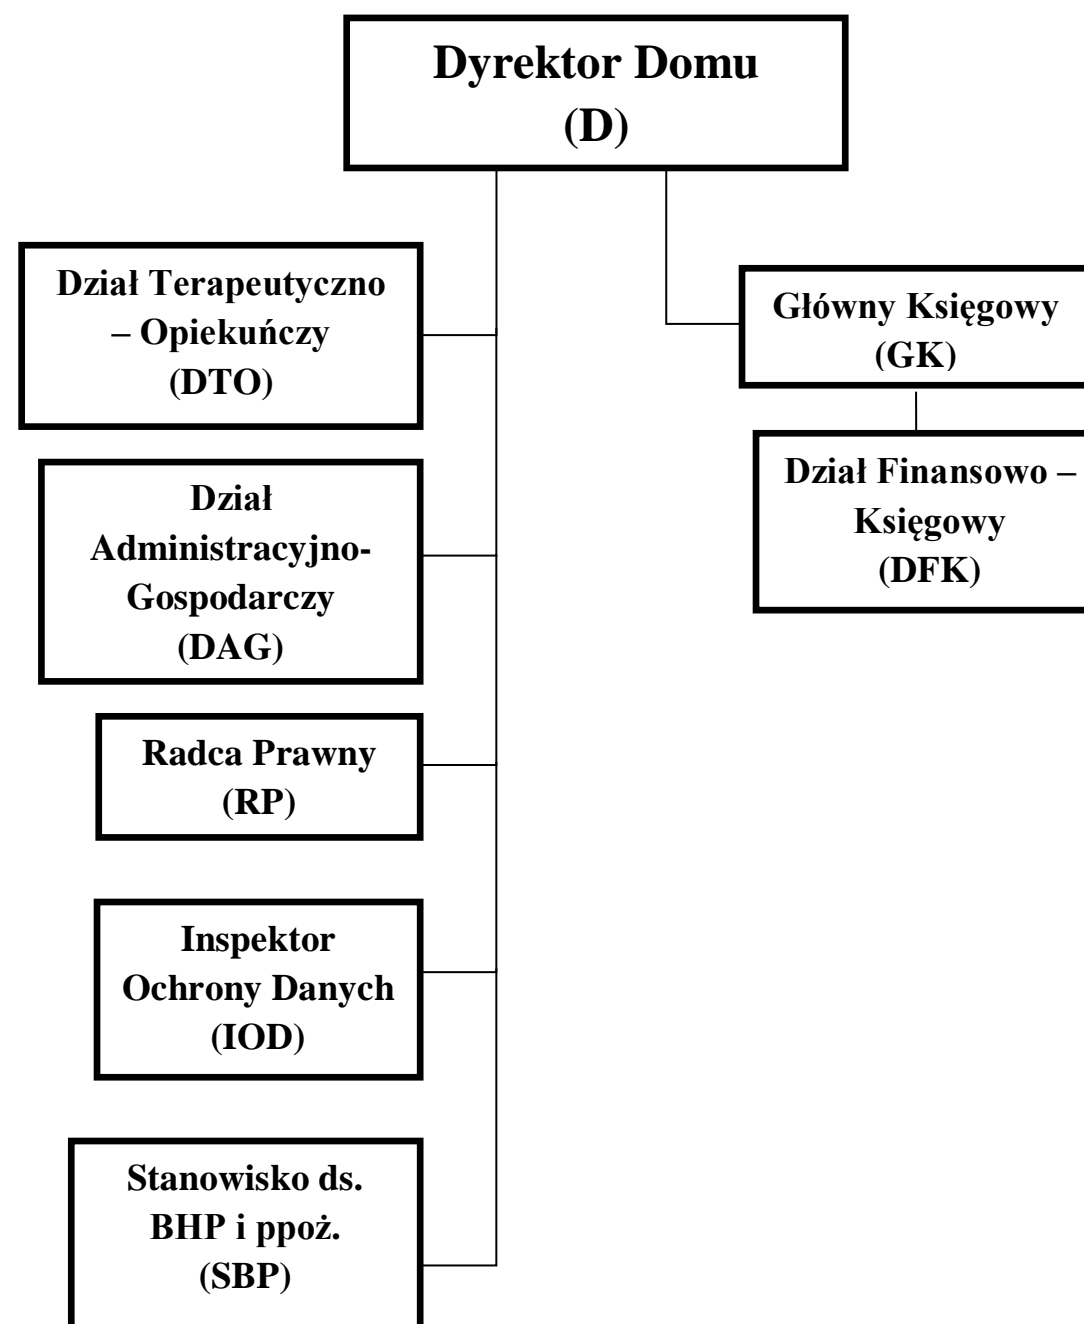 Dyrektor Domu
(D)
Dział Terapeutyczno
– Opiekuńczy
(DTO)
Dział
Administracyjno-
Gospodarczy
(DAG)
Radca Prawny
(RP)
Inspektor
Ochrony Danych
(IOD)
Stanowisko ds.
BHP i ppoż.
(SBP)
Główny Księgowy
(GK)
Dział Finansowo –
Księgowy
(DFK)